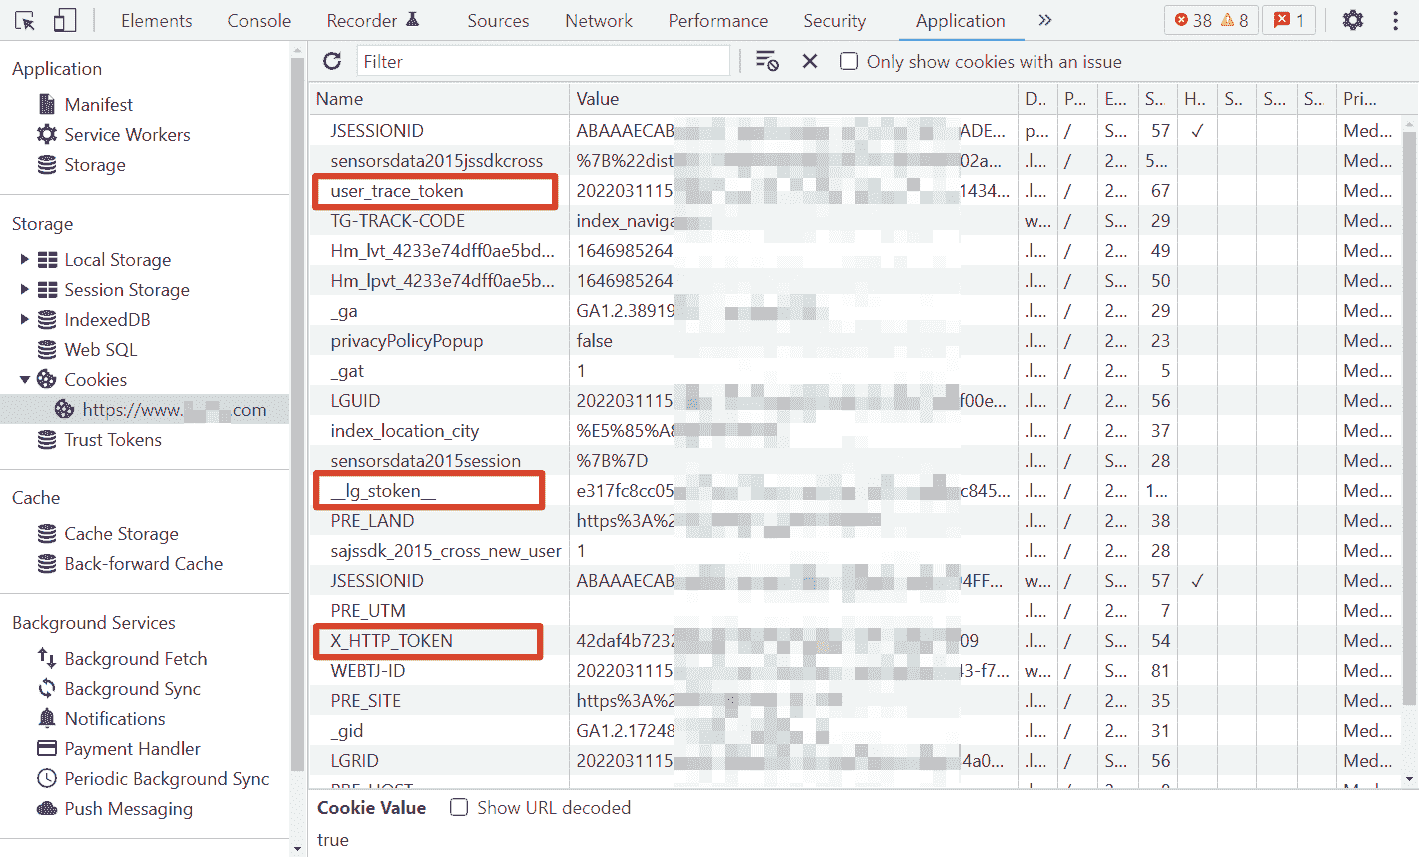 Elements Console Recorder Sources Network Performance Security Application » 38 8 1
Application
Manifest
Service Workers
Storage
Storage
Local Storage
Session Storage
IndexedDB
Web SQL
Cookies
https://www. .com
Trust Tokens
Cache
Cache Storage
Back-forward Cache
Background Services
Background Fetch
Background Sync
Notifications
Payment Handler
Periodic Background Sync
Push Messaging
Filter Only show cookies with an issue
Name Value D.. P... E... S... H.. S.. S... S.. Pri...
JSESSIONID ABAAAECAB ADE... p... / S... 57 ✓ Med...
sensorsdata2015jssdkcross %7B%22dist 02a... .l... / 2... 5... Med...
user_trace_token 2022031115 1434... .l... / 2... 67 Med...
TG-TRACK-CODE index_naviga w... / S... 29 Med...
Hm_lvt_4233e74dff0ae5bd... 1646985264 .l... / 2... 49 Med...
Hm_lpvt_4233e74dff0ae5b... 1646985264 .l... / S... 50 Med...
_ga GA1.2.38919 .l... / 2... 29 Med...
privacyPolicyPopup false .l... / 2... 23 Med...
_gat 1 .l... / 2... 5 Med...
LGUID 2022031115 f00e... .l... / 2... 56 Med...
index_location_city %E5%85%A8 .l... / 2... 37 Med...
sensorsdata2015session %7B%7D .l... / 2... 28 Med...
__lg_stoken__ e317fc8cc05 c845... .l... / 2... 1... Med...
PRE_LAND https%3A%2 .l... / S... 38 Med...
sajssdk_2015_cross_new_user 1 .l... / 2... 28 Med...
JSESSIONID ABAAAECAB 4FF... w... / S... 57 ✓ Med...
PRE_UTM .l... / S... 7 Med...
X_HTTP_TOKEN 42daf4b7232 09 .l... / S... 54 Med...
WEBTJ-ID 2022031115 3-f7... w... / S... 81 Med...
PRE_SITE https%3A%2 .l... / S... 35 Med...
_gid GA1.2.17248 .l... / 2... 31 Med...
LGRID 2022031115 4a0... .l... / S... 56 Med...
Cookie Value Show URL decoded
true